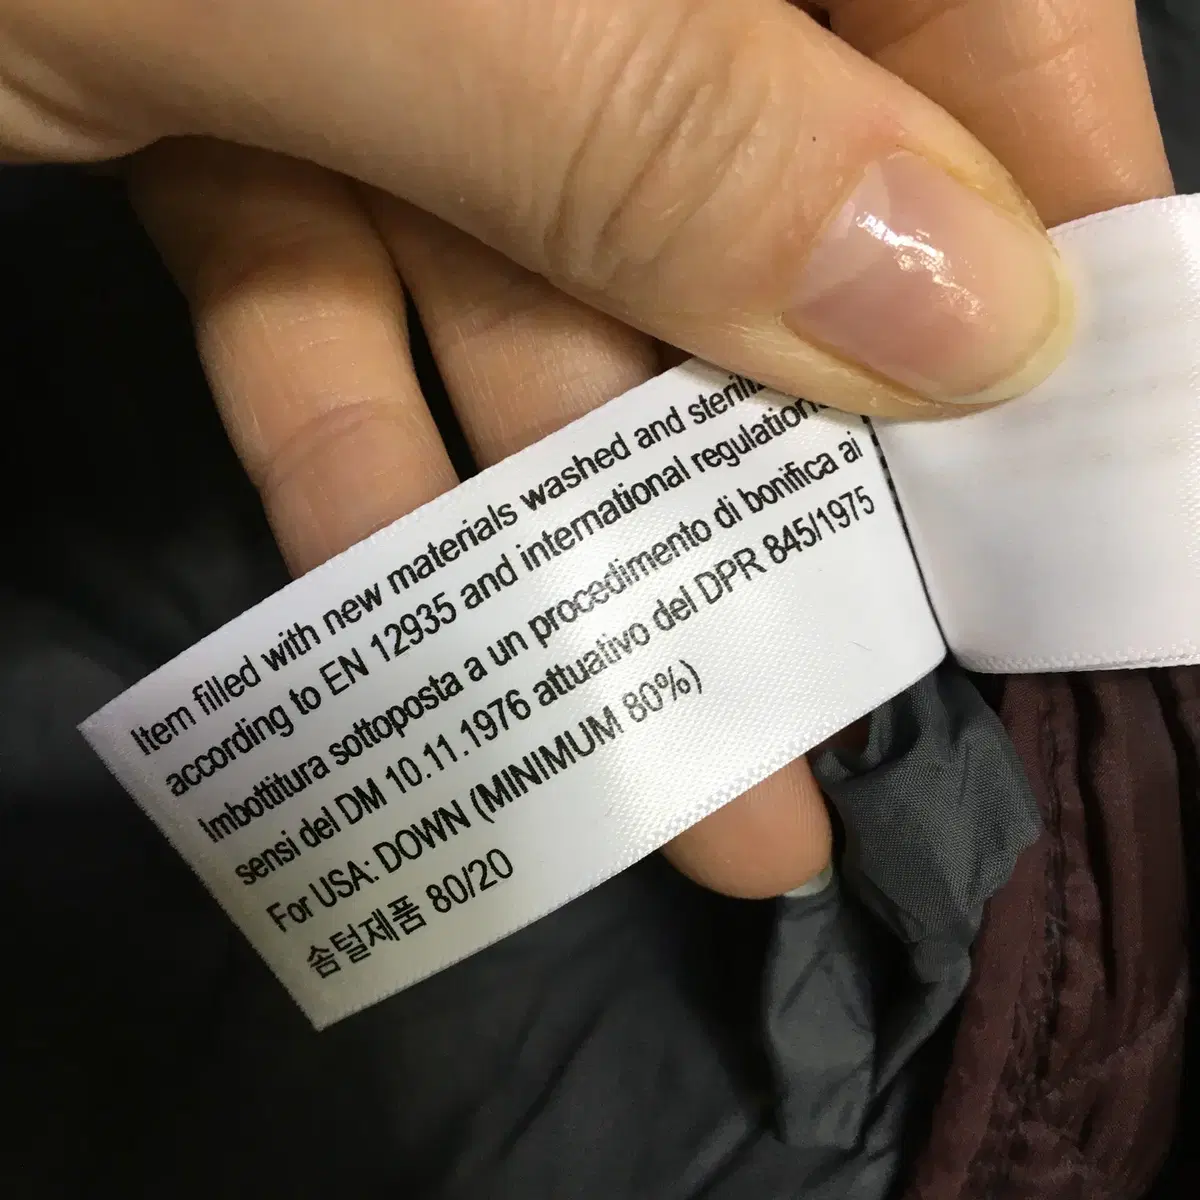 Item filled with new materials washed and
according to EN 12935 and international regulations
Imbottitura sottoposta a un procedimento di bonifica ai
sensi del DM 10.11.1976 attuativo del DPR 845/1975
For USA: DOWN (MINIMUM 80%)
솜털제품 80/20